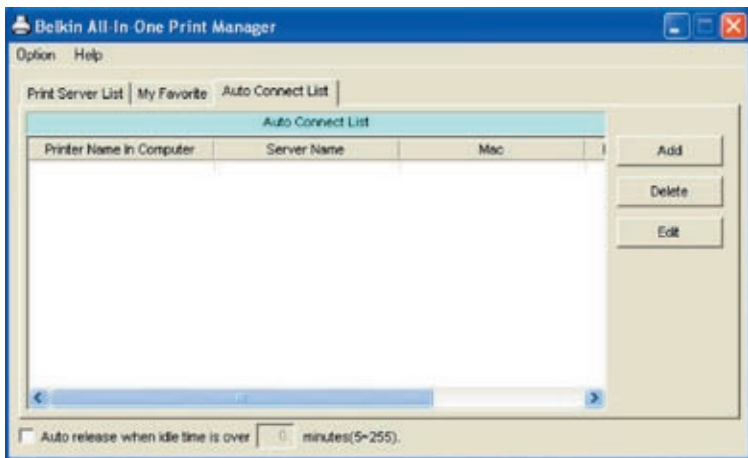 Belkin All-In-One Print Manager
Option Help
Print Server List My Favorite Auto Connect List
Auto Connect List
Printer Name In Computer Server Name Mac
Add
Delete
Edit
Auto release when idle time is over 0 minutes(5~255).